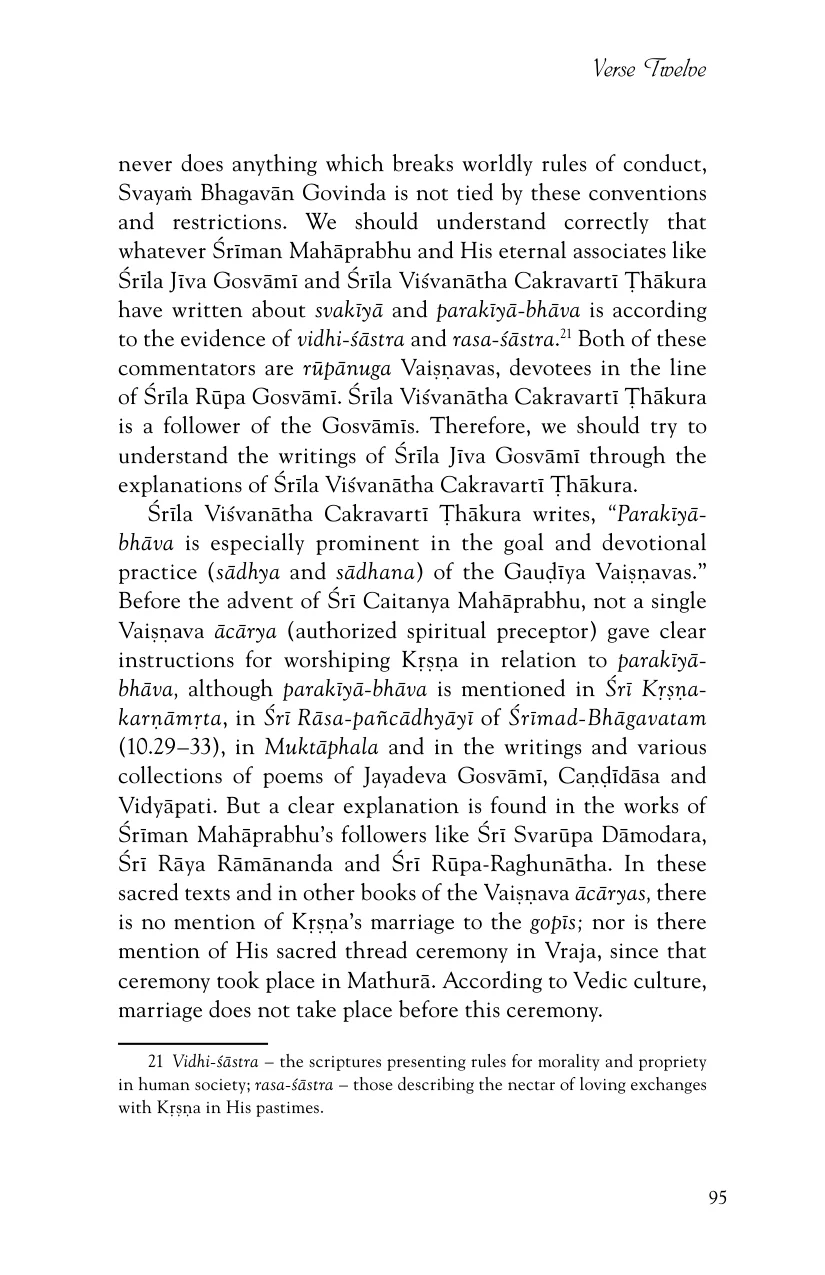 Verse Twelve
never does anything which breaks worldly rules of conduct,
Svayaṁ Bhagavān Govinda is not tied by these conventions
and restrictions. We should understand correctly that
whatever Śrīman Mahāprabhu and His eternal associates like
Śrīla Jīva Gosvāmī and Śrīla Viśvanātha Cakravartī Ṭhākura
have written about svakīyā and parakīyā-bhāva is according
to the evidence of vidhi-śāstra and rasa-śāstra.21 Both of these
commentators are rūpānuga Vaiṣṇavas, devotees in the line
of Śrīla Rūpa Gosvāmī. Śrīla Viśvanātha Cakravartī Ṭhākura
is a follower of the Gosvāmīs. Therefore, we should try to
understand the writings of Śrīla Jīva Gosvāmī through the
explanations of Śrīla Viśvanātha Cakravartī Ṭhākura.
Śrīla Viśvanātha Cakravartī Ṭhākura writes, “Parakīyā-
bhāva is especially prominent in the goal and devotional
practice (sādhya and sādhana) of the Gauḍīya Vaiṣṇavas.”
Before the advent of Śrī Caitanya Mahāprabhu, not a single
Vaiṣṇava ācārya (authorized spiritual preceptor) gave clear
instructions for worshiping Kṛṣṇa in relation to parakīyā-
bhāva, although parakīyā-bhāva is mentioned in Śrī Kṛṣṇa-
karṇāmṛta, in Śrī Rāsa-pañcādhyāyī of Śrīmad-Bhāgavatam
(10.29–33), in Muktāphala and in the writings and various
collections of poems of Jayadeva Gosvāmī, Caṇḍīdāsa and
Vidyāpati. But a clear explanation is found in the works of
Śrīman Mahāprabhu’s followers like Śrī Svarūpa Dāmodara,
Śrī Rāya Rāmānanda and Śrī Rūpa-Raghunātha. In these
sacred texts and in other books of the Vaiṣṇava ācāryas, there
is no mention of Kṛṣṇa’s marriage to the gopīs; nor is there
mention of His sacred thread ceremony in Vraja, since that
ceremony took place in Mathurā. According to Vedic culture,
marriage does not take place before this ceremony.
21 Vidhi-śāstra – the scriptures presenting rules for morality and propriety
in human society; rasa-śāstra – those describing the nectar of loving exchanges
with Kṛṣṇa in His pastimes.
95